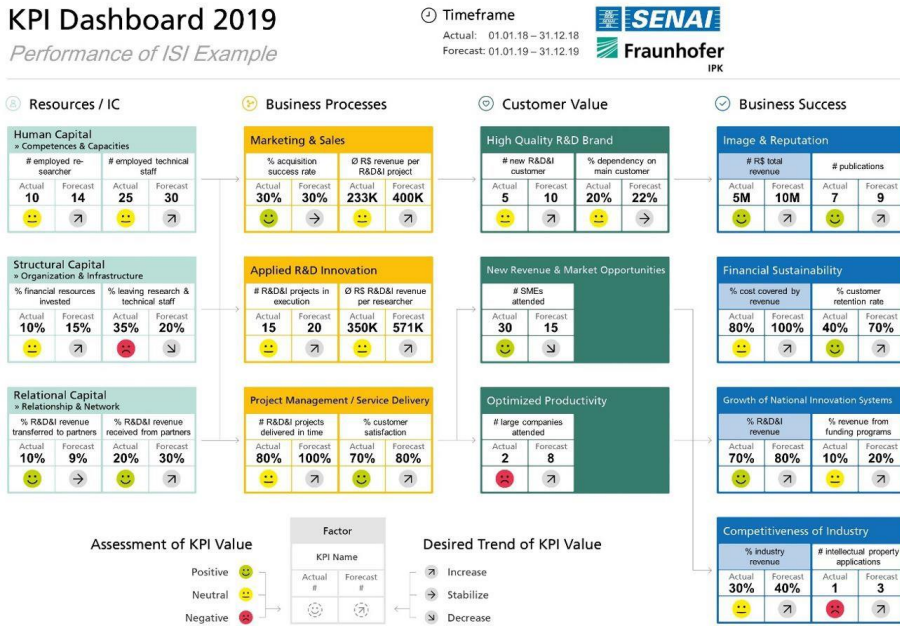 KPI Dashboard 2019
Performance of ISI Example
Timeframe
Actual: 01.01.18 – 31.12.18
Forecast: 01.01.19 – 31.12.19
SENAI
Fraunhofer
IPK
Resources / IC
Human Capital
» Competences & Capacities
# employed re-
searcher
# employed technical
staff
Actual Forecast Actual Forecast
10 14 25 30
Structural Capital
» Organization & Infrastructure
% financial resources
invested
% leaving research &
technical staff
Actual Forecast Actual Forecast
10% 15% 35% 20%
Relational Capital
» Relationship & Network
% R&D&I revenue
transferred to partners
% R&D&I revenue
received from partners
Actual Forecast Actual Forecast
10% 9% 20% 30%
Business Processes
Marketing & Sales
% acquisition
success rate
Ø R$ revenue per
R&D&I project
Actual Forecast Actual Forecast
30% 30% 233K 400K
Applied R&D Innovation
# R&D&I projects in
execution
Ø RS R&D&I revenue
per researcher
Actual Forecast Actual Forecast
15 20 350K 571K
Project Management / Service Delivery
# R&D&I projects
delivered in time
% customer
satisfaction
Actual Forecast Actual Forecast
80% 100% 70% 80%
Customer Value
High Quality R&D Brand
# new R&D&I
customer
% dependency on
main customer
Actual Forecast Actual Forecast
5 10 20% 22%
New Revenue & Market Opportunities
# SMEs
attended
Actual Forecast
30 15
Optimized Productivity
# large companies
attended
Actual Forecast
2 8
Business Success
Image & Reputation
# R$ total
revenue
# publications
Actual Forecast Actual Forecast
5M 10M 7 9
Financial Sustainability
% cost covered by
revenue
% customer
retention rate
Actual Forecast Actual Forecast
80% 100% 40% 70%
Growth of National Innovation Systems
% R&D&I
revenue
% revenue from
funding programs
Actual Forecast Actual Forecast
70% 80% 10% 20%
Competitiveness of Industry
% industry
revenue
# intellectual property
applications
Actual Forecast Actual Forecast
30% 40% 1 3
Assessment of KPI Value
Positive
Neutral
Negative
Factor
KPI Name
Actual Forecast
# #
Desired Trend of KPI Value
Increase
Stabilize
Decrease